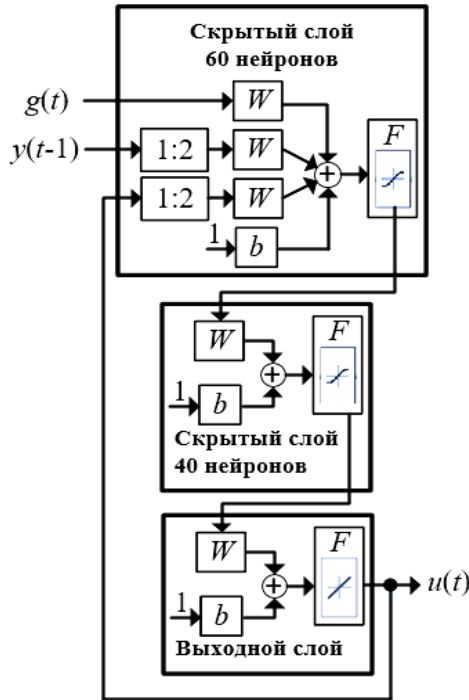 Скрытый слой
60 нейронов
g(t)
W
F
y(t-1)
1:2
W
+
1:2
W
1
b
W
F
+
1
b
Скрытый слой
40 нейронов
W
F
+
u(t)
1
b
Выходной слой